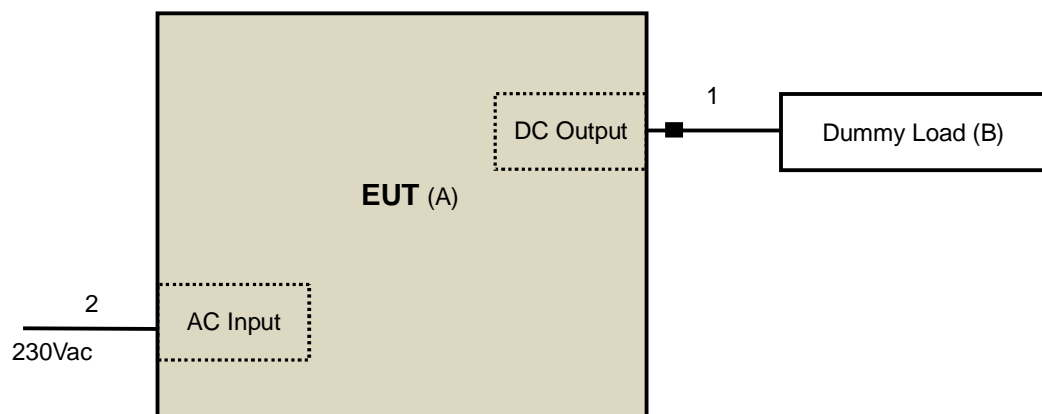 1
DC Output
Dummy Load (B)
EUT (A)
2
AC Input
230Vac